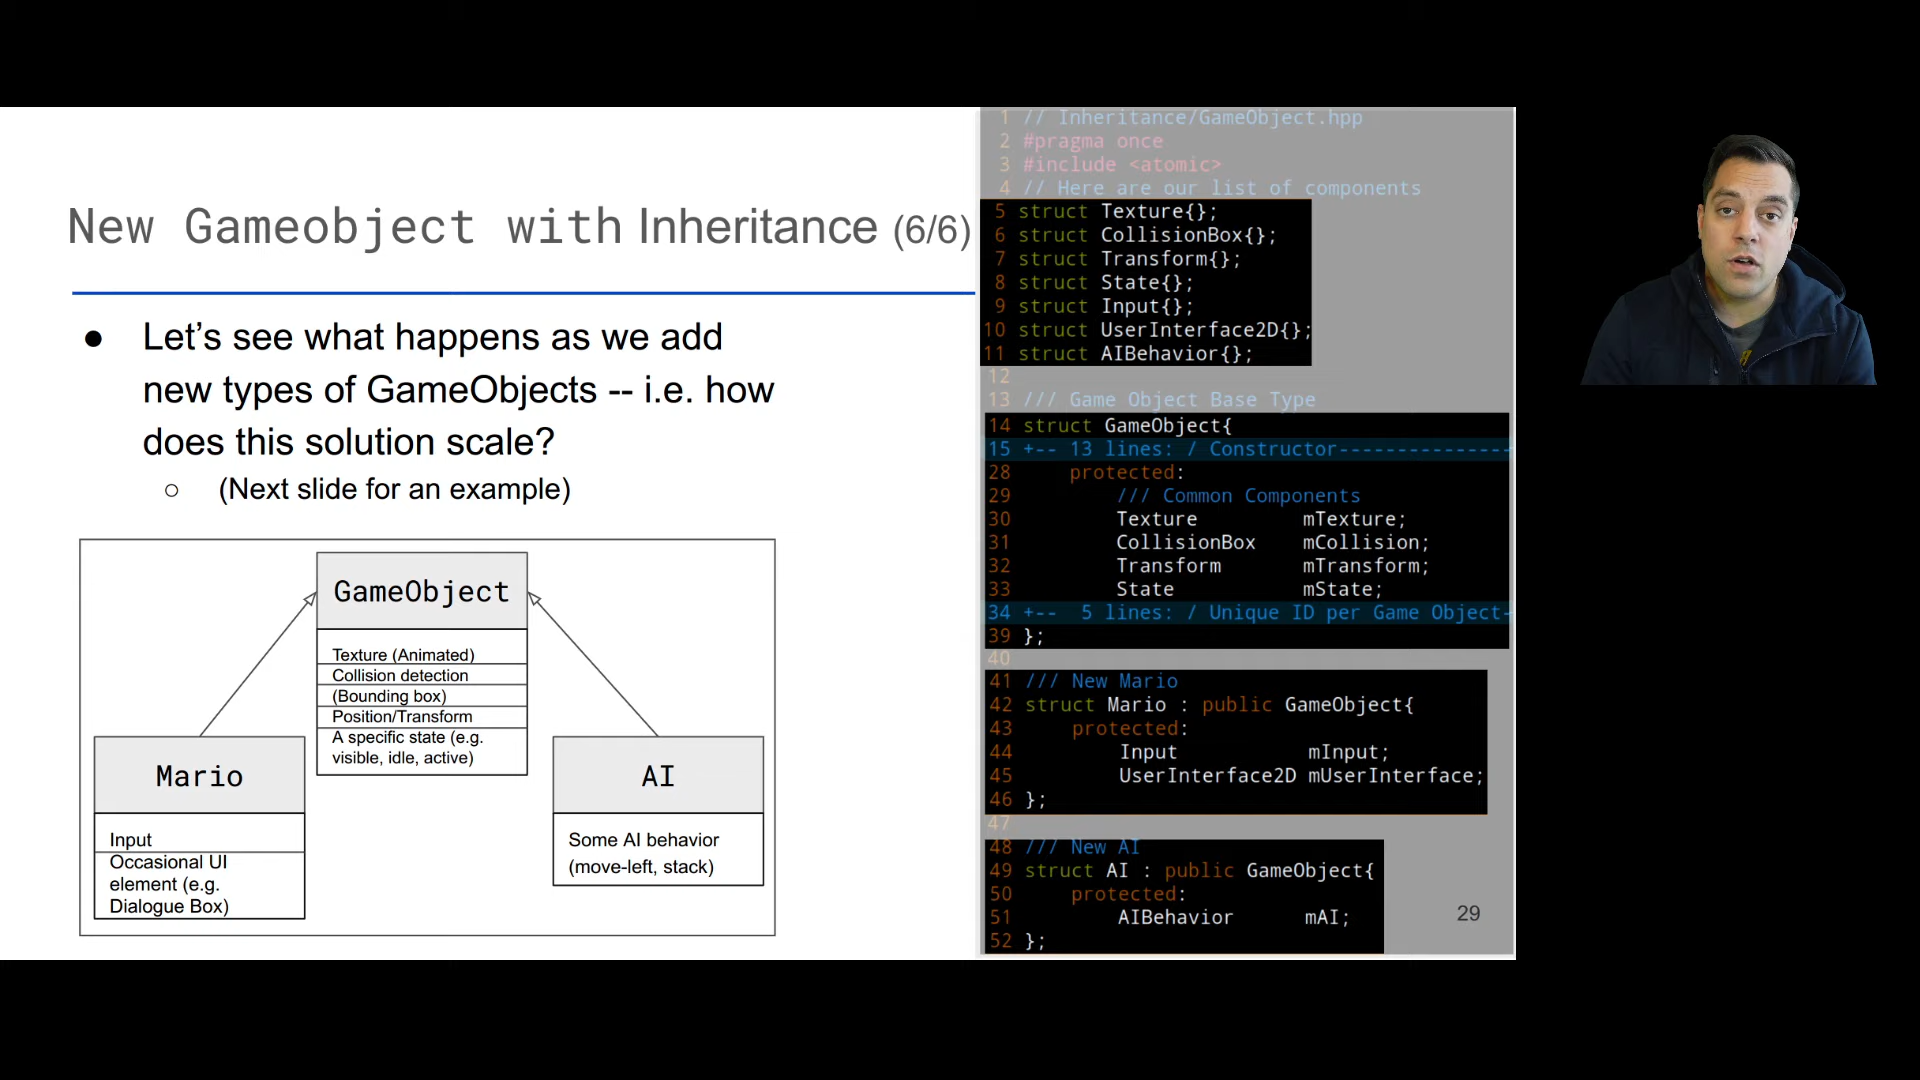 New Gameobject with Inheritance (6/6)
● Let’s see what happens as we add
new types of GameObjects -- i.e. how
does this solution scale?
○ (Next slide for an example)
GameObject
Texture (Animated)
Collision detection
(Bounding box)
Position/Transform
A specific state (e.g.
visible, idle, active)
Mario
Input
Occasional UI
element (e.g.
Dialogue Box)
AI
Some AI behavior
(move-left, stack)
1 // Inheritance/GameObject.hpp
2 #pragma once
3 #include <atomic>
4 // Here are our list of components
5 struct Texture{};
6 struct CollisionBox{};
7 struct Transform{};
8 struct State{};
9 struct Input{};
10 struct UserInterface2D{};
11 struct AIBehavior{};
12
13 /// Game Object Base Type
14 struct GameObject{
15 +-- 13 lines: / Constructor---------------
28 protected:
29 /// Common Components
30 Texture mTexture;
31 CollisionBox mCollision;
32 Transform mTransform;
33 State mState;
34 +-- 5 lines: / Unique ID per Game Object-
39 };
40
41 /// New Mario
42 struct Mario : public GameObject{
43 protected:
44 Input mInput;
45 UserInterface2D mUserInterface;
46 };
47
48 /// New AI
49 struct AI : public GameObject{
50 protected:
51 AIBehavior mAI;
52 };
29